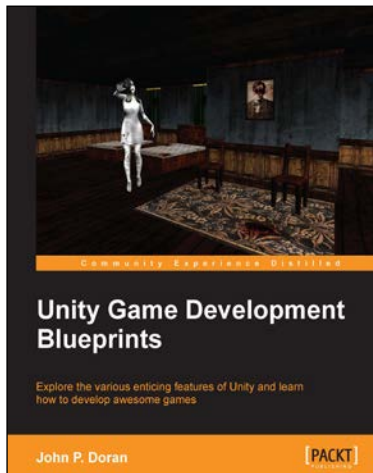 Community Experience Distilled
Unity Game Development
Blueprints
Explore the various enticing features of Unity and learn
how to develop awesome games
John P. Doran
[PACKT]
PUBLISHING